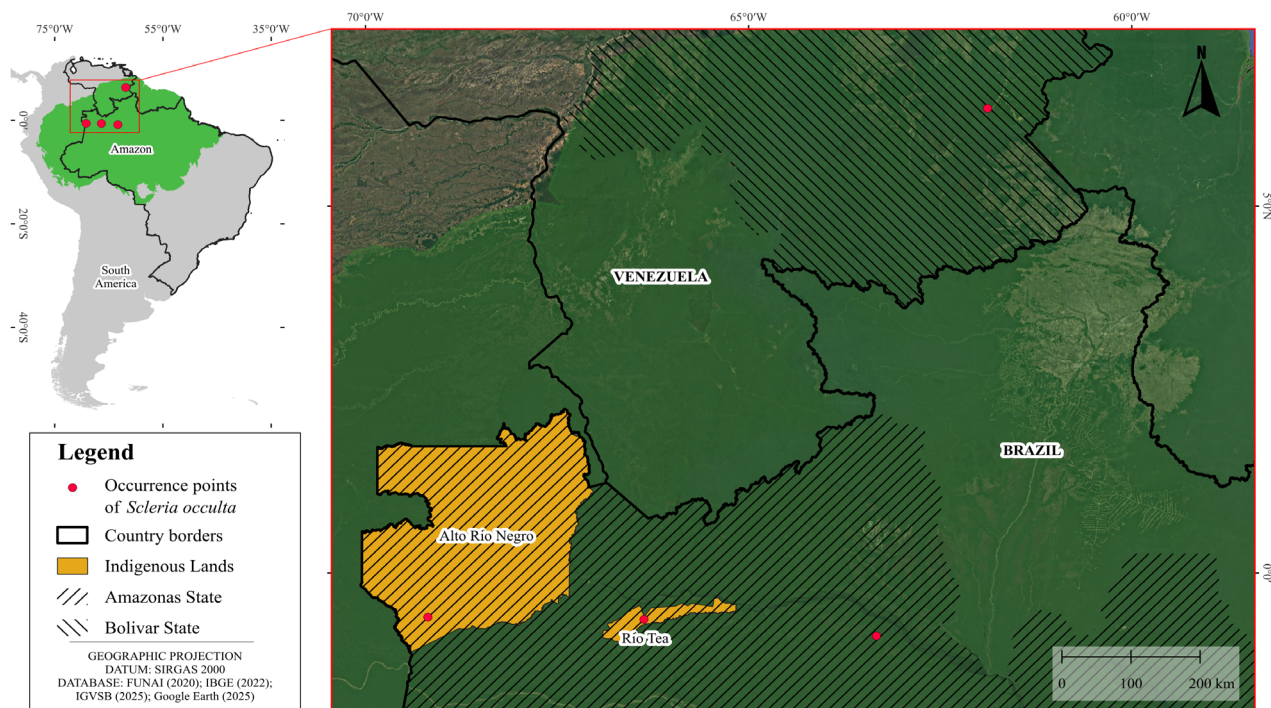 75°0'W 55°0'W 35°0'W
0°0'
20°0'S
40°0'S
Amazon
South
America
70°0'W 65°0'W 60°0'W
N
5°0'N
0°0'
VENEZUELA
BRAZIL
Alto Rio Negro
Rio Tea
0 100 200 km
Legend
Occurrence points
of Scleria occulta
Country borders
Indigenous Lands
Amazonas State
Bolivar State
GEOGRAPHIC PROJECTION
DATUM: SIRGAS 2000
DATABASE: FUNAI (2020); IBGE (2022);
IGVSB (2025); Google Earth (2025)